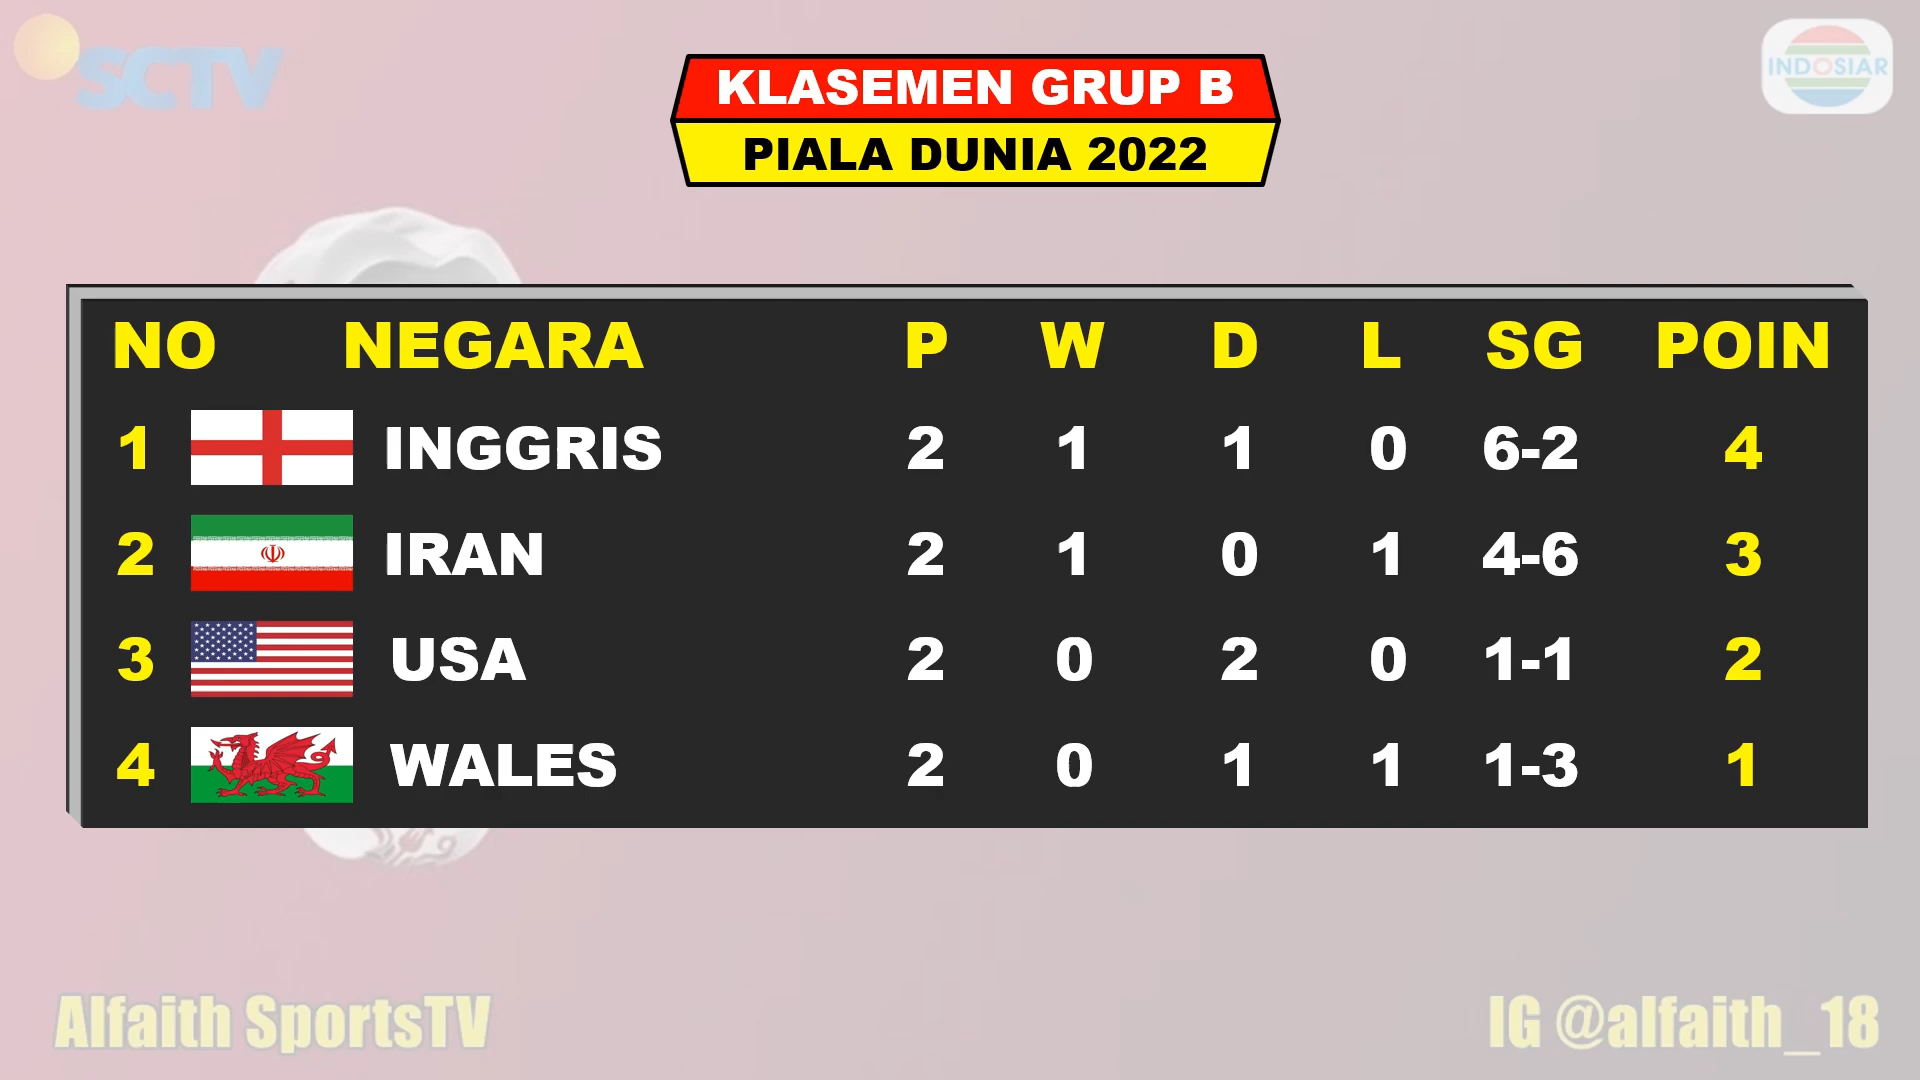 SCTV
INDOSIAR
KLASEMEN GRUP B
PIALA DUNIA 2022
NO NEGARA P W D L SG POIN
1 INGGRIS 2 1 1 0 6-2 4
2 IRAN 2 1 0 1 4-6 3
3 USA 2 0 2 0 1-1 2
4 WALES 2 0 1 1 1-3 1
Alfaith SportsTV
IG @alfaith_18